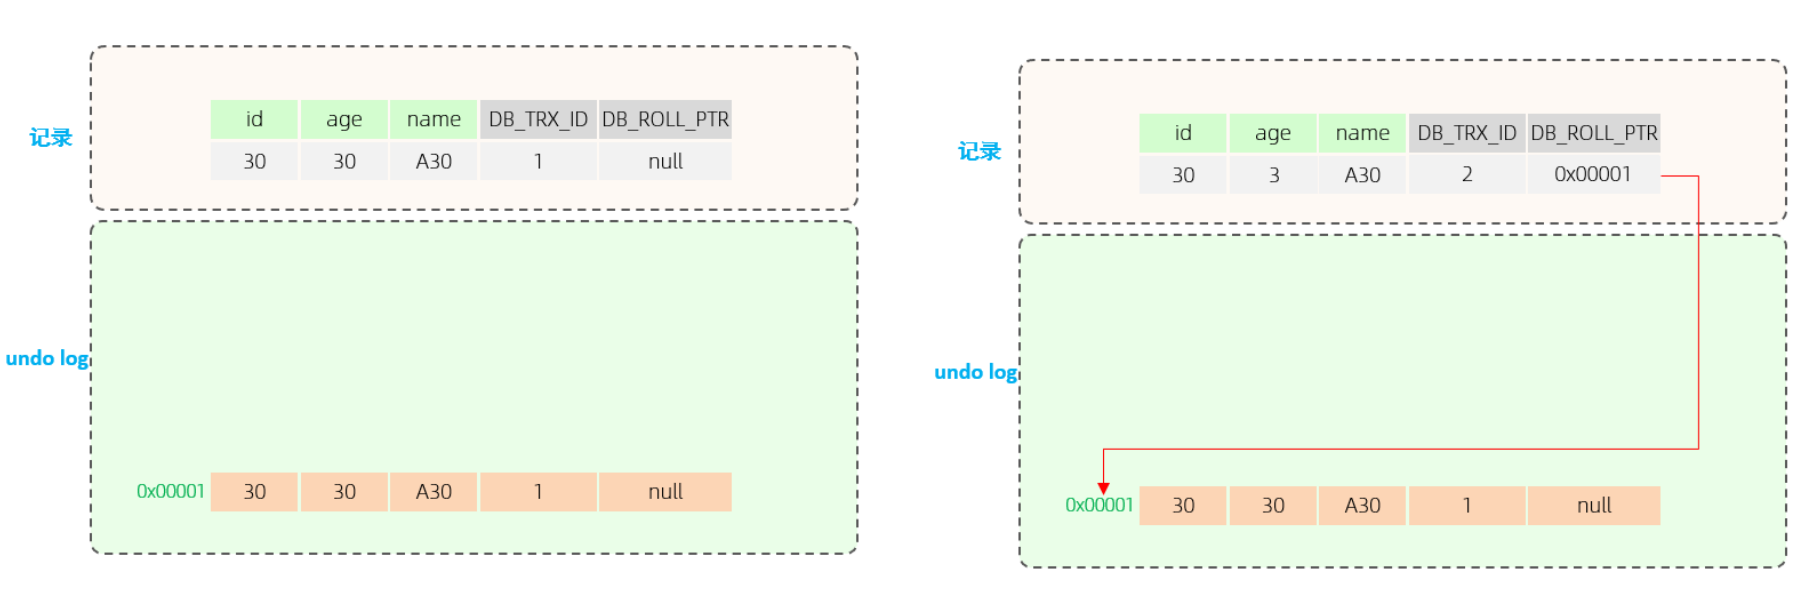 记录
id age name DB_TRX_ID DB_ROLL_PTR
30 30 A30 1 null
undo log
0x00001 30 30 A30 1 null
记录
id age name DB_TRX_ID DB_ROLL_PTR
30 3 A30 2 0x00001
undo log
0x00001 30 30 A30 1 null